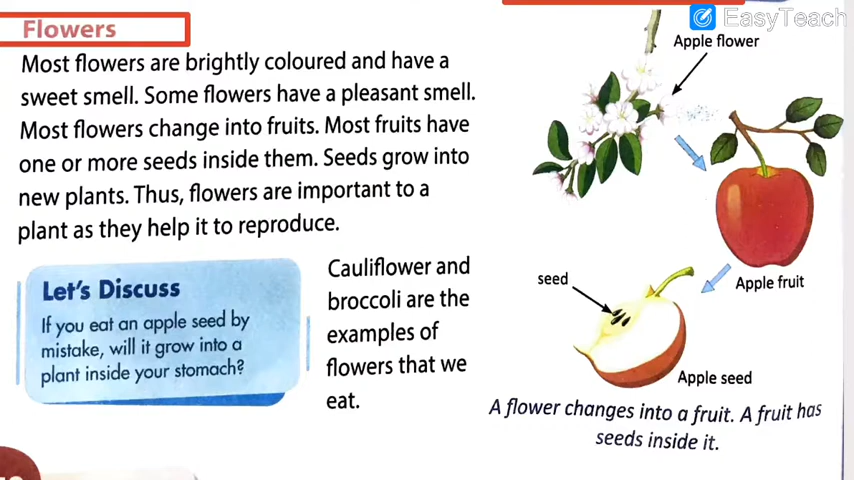 EasyTeach
Flowers
Most flowers are brightly coloured and have a
sweet smell. Some flowers have a pleasant smell.
Most flowers change into fruits. Most fruits have
one or more seeds inside them. Seeds grow into
new plants. Thus, flowers are important to a
plant as they help it to reproduce.
Let's Discuss
If you eat an apple seed by
mistake, will it grow into a
plant inside your stomach?
Cauliflower and
broccoli are the
examples of
flowers that we
eat.
Apple flower
Apple fruit
seed
Apple seed
A flower changes into a fruit. A fruit has
seeds inside it.